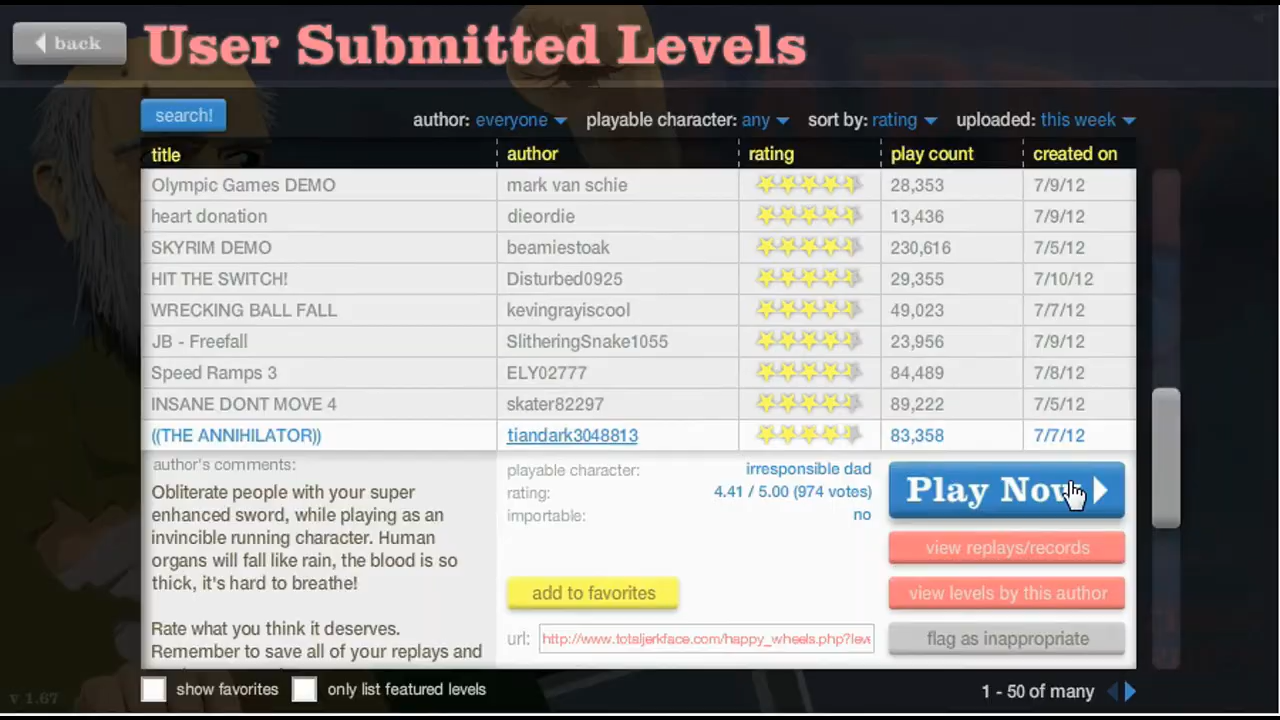 back
User Submitted Levels
search!
author: everyone playable character: any sort by: rating uploaded: this week
title author rating play count created on
Olympic Games DEMO mark van schie 28,353 7/9/12
heart donation dieordie 13,436 7/9/12
SKYRIM DEMO beamiestoak 230,616 7/5/12
HIT THE SWITCH! Disturbed0925 29,355 7/10/12
WRECKING BALL FALL kevingrayiscool 49,023 7/7/12
JB - Freefall SlitheringSnake1055 23,956 7/9/12
Speed Ramps 3 ELY02777 84,489 7/8/12
INSANE DONT MOVE 4 skater82297 89,222 7/5/12
((THE ANNIHILATOR)) tiandark3048813 83,358 7/7/12
author's comments:
Obliterate people with your super
enhanced sword, while playing as an
invincible running character. Human
organs will fall like rain, the blood is so
thick, it's hard to breathe!
Rate what you think it deserves.
Remember to save all of your replays and
playable character: irresponsible dad
rating: 4.41 / 5.00 (974 votes)
importable: no
add to favorites
url: http://www.totaljerkface.com/happy_wheels.php?leve
Play Now
view replays/records
view levels by this author
flag as inappropriate
show favorites only list featured levels
1 - 50 of many
v 1.67